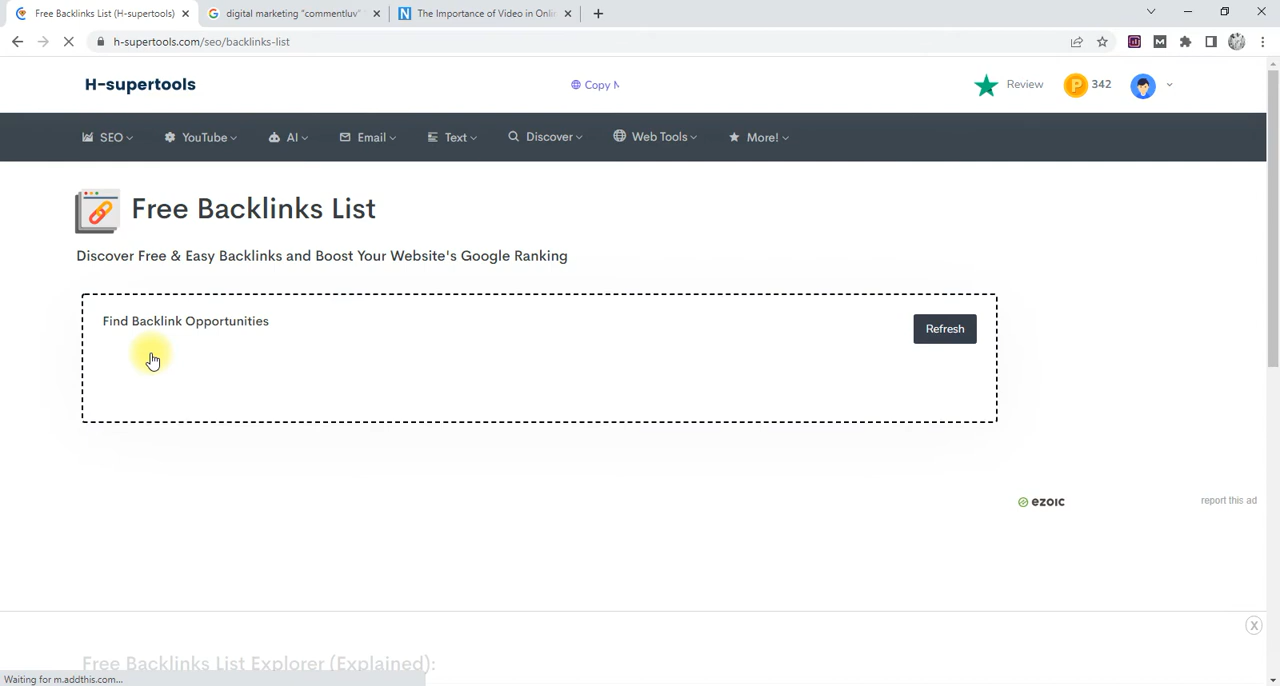 Free Backlinks List (H-supertools)
digital marketing "commentluv"
The Importance of Video in Onli
h-supertools.com/seo/backlinks-list
H-supertools
Copy
Review
P
342
SEO
YouTube
AI
Email
Text
Discover
Web Tools
More!
Free Backlinks List
Discover Free & Easy Backlinks and Boost Your Website's Google Ranking
Find Backlink Opportunities
Refresh
ezoic
report this ad
X
Free Backlinks List Explorer (Explained):
Waiting for m.addthis.com...